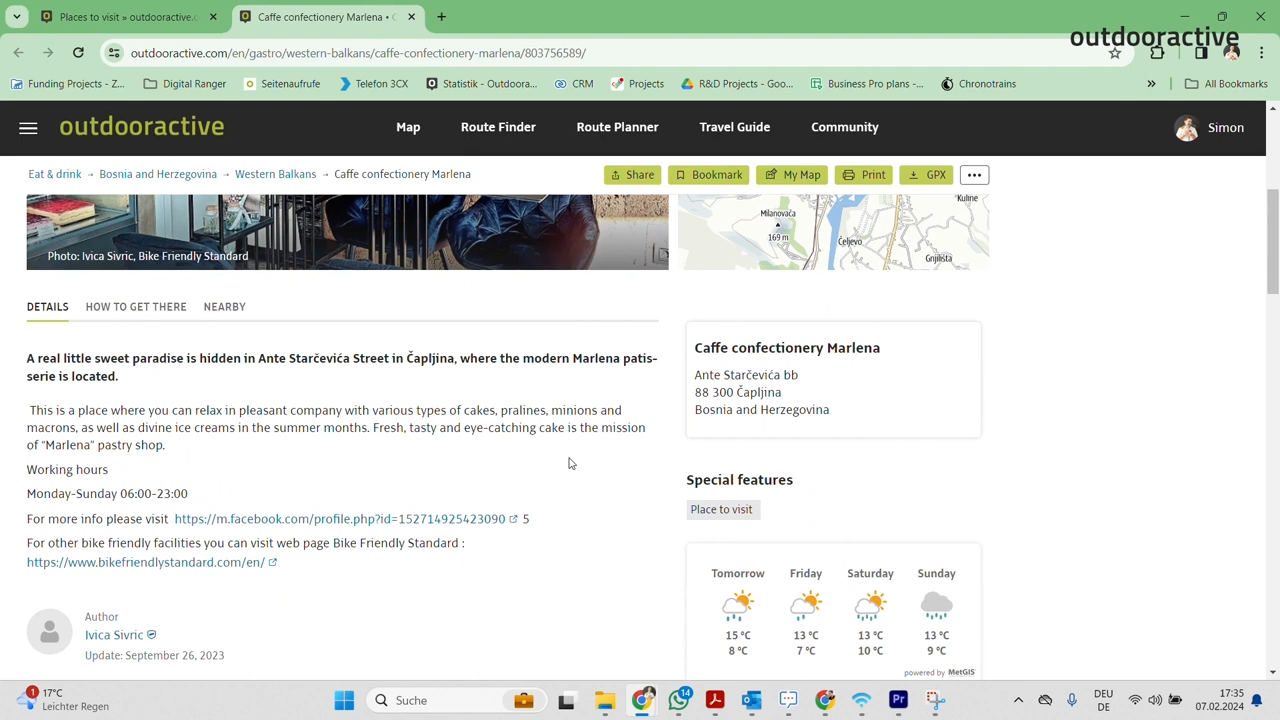 Places to visit » outdooractive.c
Caffe confectionery Marlena • C
outdooractive
outdooractive.com/en/gastro/western-balkans/caffe-confectionery-marlena/803756589/
Funding Projects - Z...
Digital Ranger
Seitenaufrufe
Telefon 3CX
Statistik - Outdoora...
CRM
Projects
R&D Projects - Goo...
Business Pro plans -...
Chronotrains
»
All Bookmarks
outdooractive
Map
Route Finder
Route Planner
Travel Guide
Community
Simon
Eat & drink → Bosnia and Herzegovina → Western Balkans → Caffe confectionery Marlena
Share
Bookmark
My Map
Print
GPX
Photo: Ivica Sivric, Bike Friendly Standard
Kuline
Milanovača
169 m
Čeljevo
Gnjilišta
DETAILS
HOW TO GET THERE
NEARBY
A real little sweet paradise is hidden in Ante Starčevića Street in Čapljina, where the modern Marlena patis-
serie is located.
This is a place where you can relax in pleasant company with various types of cakes, pralines, minions and
macrons, as well as divine ice creams in the summer months. Fresh, tasty and eye-catching cake is the mission
of “Marlena” pastry shop.
Working hours
Monday-Sunday 06:00-23:00
For more info please visit https://m.facebook.com/profile.php?id=152714925423090 5
For other bike friendly facilities you can visit web page Bike Friendly Standard :
https://www.bikefriendlystandard.com/en/
Author
Ivica Sivric
Update: September 26, 2023
Caffe confectionery Marlena
Ante Starčevića bb
88 300 Čapljina
Bosnia and Herzegovina
Special features
Place to visit
Tomorrow Friday Saturday Sunday
15 °C 13 °C 13 °C 13 °C
8 °C 7 °C 10 °C 9 °C
powered by MetGIS
1
17°C
Leichter Regen
Suche
14
Pr
DEU
DE
17:35
07.02.2024